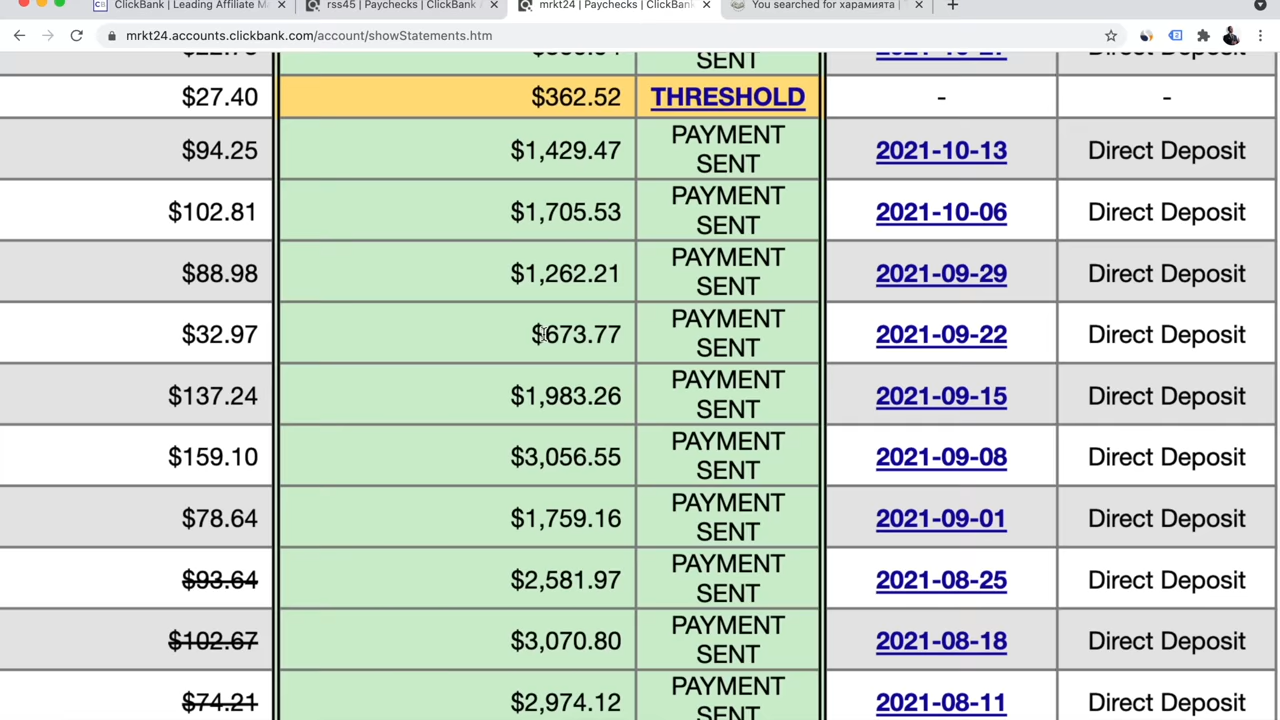 ClickBank | Leading Affiliate Ma
rss45 | Paychecks | ClickBank
mrkt24 | Paychecks | ClickBank
You searched for харамията
mrkt24.accounts.clickbank.com/account/showStatements.htm
SENT
$27.40 $362.52 THRESHOLD - -
$94.25 $1,429.47 PAYMENT SENT 2021-10-13 Direct Deposit
$102.81 $1,705.53 PAYMENT SENT 2021-10-06 Direct Deposit
$88.98 $1,262.21 PAYMENT SENT 2021-09-29 Direct Deposit
$32.97 $673.77 PAYMENT SENT 2021-09-22 Direct Deposit
$137.24 $1,983.26 PAYMENT SENT 2021-09-15 Direct Deposit
$159.10 $3,056.55 PAYMENT SENT 2021-09-08 Direct Deposit
$78.64 $1,759.16 PAYMENT SENT 2021-09-01 Direct Deposit
$93.64 $2,581.97 PAYMENT SENT 2021-08-25 Direct Deposit
$102.67 $3,070.80 PAYMENT SENT 2021-08-18 Direct Deposit
$74.21 $2,974.12 PAYMENT SENT 2021-08-11 Direct Deposit